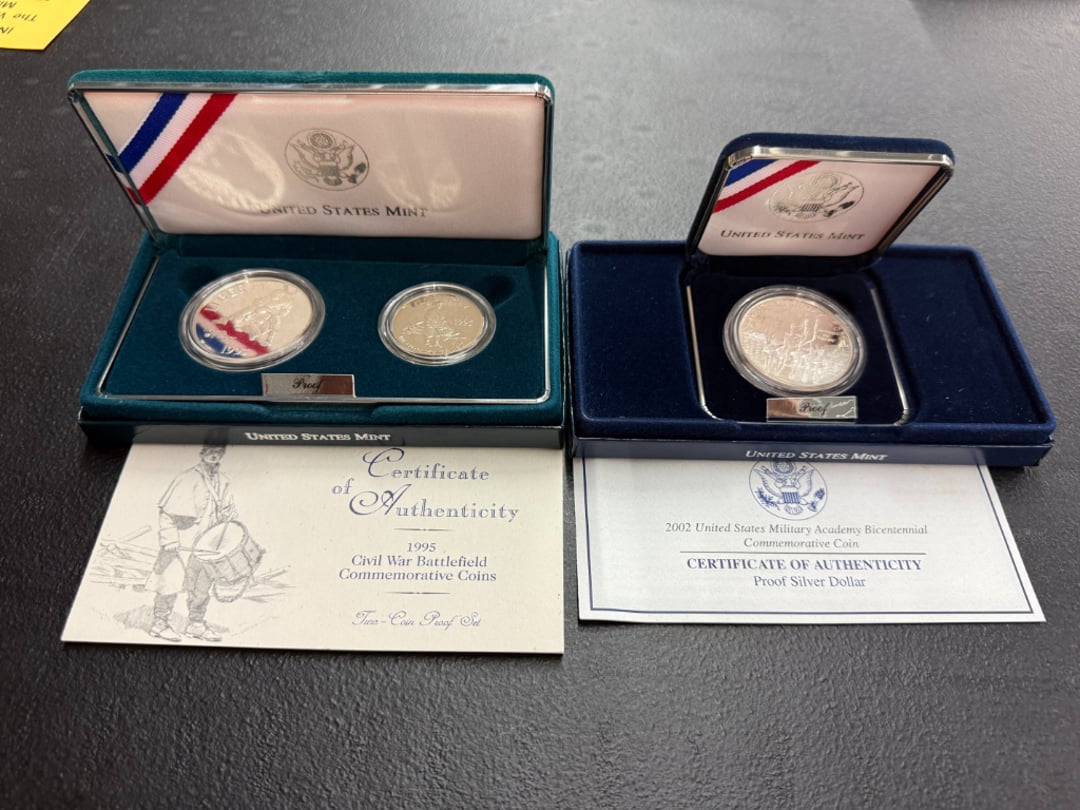 UNITED STATES MINT
1995
Proof
UNITED STATES MINT
Certificate
of
Authenticity
1995
Civil War Battlefield
Commemorative Coins
Two-Coin Proof Set
UNITED STATES MINT
Proof
UNITED STATES MINT
2002 United States Military Academy Bicentennial
Commemorative Coin
CERTIFICATE OF AUTHENTICITY
Proof Silver Dollar